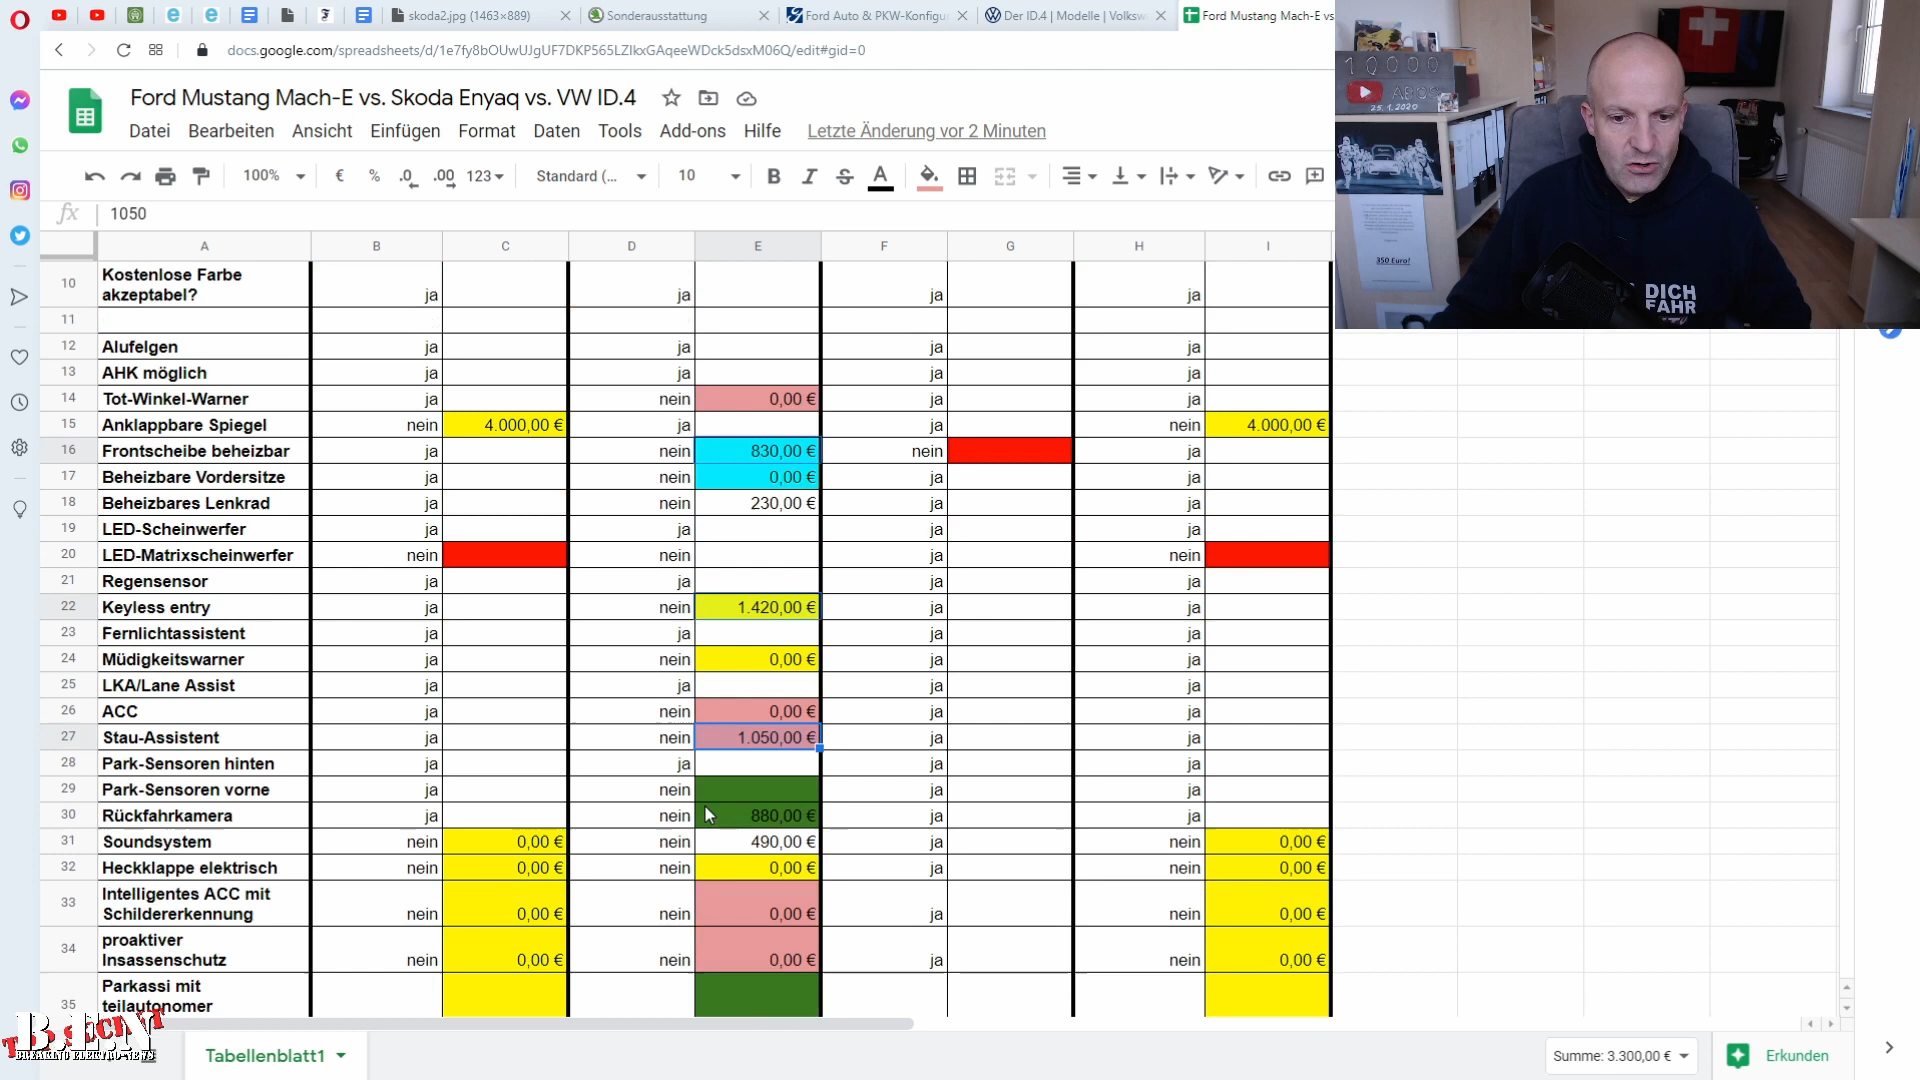 skoda2.jpg (1463×889)
Sonderausstattung
Ford Auto & PKW-Konfigu
Der ID.4 | Modelle | Volksw
Ford Mustang Mach-E vs
docs.google.com/spreadsheets/d/1e7fy8bOUwUJgUF7DKP565LZIkxGAqeeWDck5dsxM06Q/edit#gid=0
Ford Mustang Mach-E vs. Skoda Enyaq vs. VW ID.4
Datei Bearbeiten Ansicht Einfügen Format Daten Tools Add-ons Hilfe Letzte Änderung vor 2 Minuten
100% € % .0 .00 123 Standard (... 10 B I S A
fx 1050
A B C D E F G H I
10 Kostenlose Farbe
akzeptabel? ja ja ja ja
11
12 Alufelgen ja ja ja ja
13 AHK möglich ja ja ja ja
14 Tot-Winkel-Warner ja nein 0,00 € ja ja
15 Anklappbare Spiegel nein 4.000,00 € ja ja nein 4.000,00 €
16 Frontscheibe beheizbar ja nein 830,00 € nein ja
17 Beheizbare Vordersitze ja nein 0,00 € ja ja
18 Beheizbares Lenkrad ja nein 230,00 € ja ja
19 LED-Scheinwerfer ja ja ja ja
20 LED-Matrixscheinwerfer nein nein ja nein
21 Regensensor ja ja ja ja
22 Keyless entry ja nein 1.420,00 € ja ja
23 Fernlichtassistent ja ja ja ja
24 Müdigkeitswarner ja nein 0,00 € ja ja
25 LKA/Lane Assist ja ja ja ja
26 ACC ja nein 0,00 € ja ja
27 Stau-Assistent ja nein 1.050,00 € ja ja
28 Park-Sensoren hinten ja ja ja ja
29 Park-Sensoren vorne ja nein ja ja
30 Rückfahrkamera ja nein 880,00 € ja ja
31 Soundsystem nein 0,00 € nein 490,00 € ja nein 0,00 €
32 Heckklappe elektrisch nein 0,00 € nein 0,00 € ja nein 0,00 €
33 Intelligentes ACC mit
Schildererkennung nein 0,00 € nein 0,00 € ja nein 0,00 €
34 proaktiver
Insassenschutz nein 0,00 € nein 0,00 € ja nein 0,00 €
35 Parkassi mit
teilautonomer
Tabellenblatt1
Summe: 3.300,00 €
Erkunden
10000
ABOS
25.1.2020
350 Euro!
DICH
FAHR
BREAKING ELEKTRO-NEWS